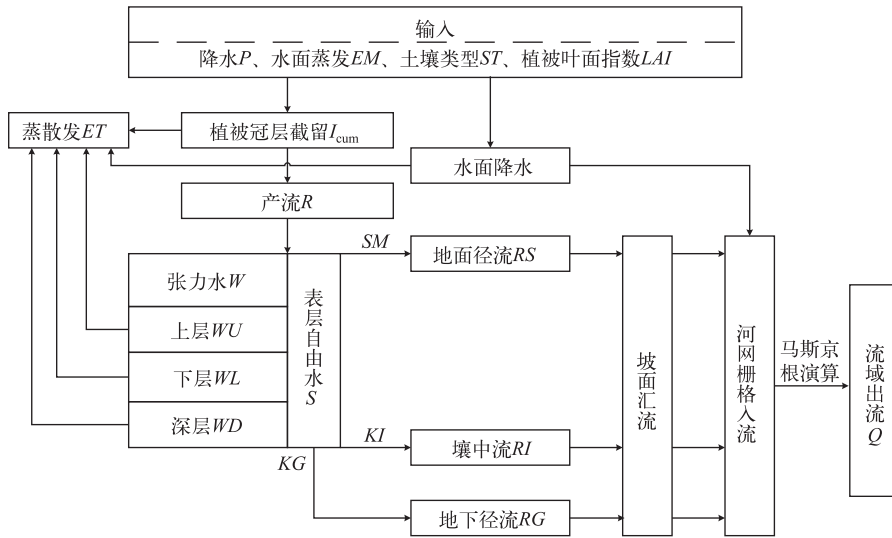 输入
降水P、水面蒸发EM、土壤类型ST、植被叶面指数LAI
蒸散发ET
植被冠层截留Icum
水面降水
产流R
SM
地面径流RS
张力水W
上层WU
下层WL
深层WD
表层自由水S
KG
KI
壤中流RI
地下径流RG
坡面汇流
河网栅格入流
马斯京
根演算
流域出流Q